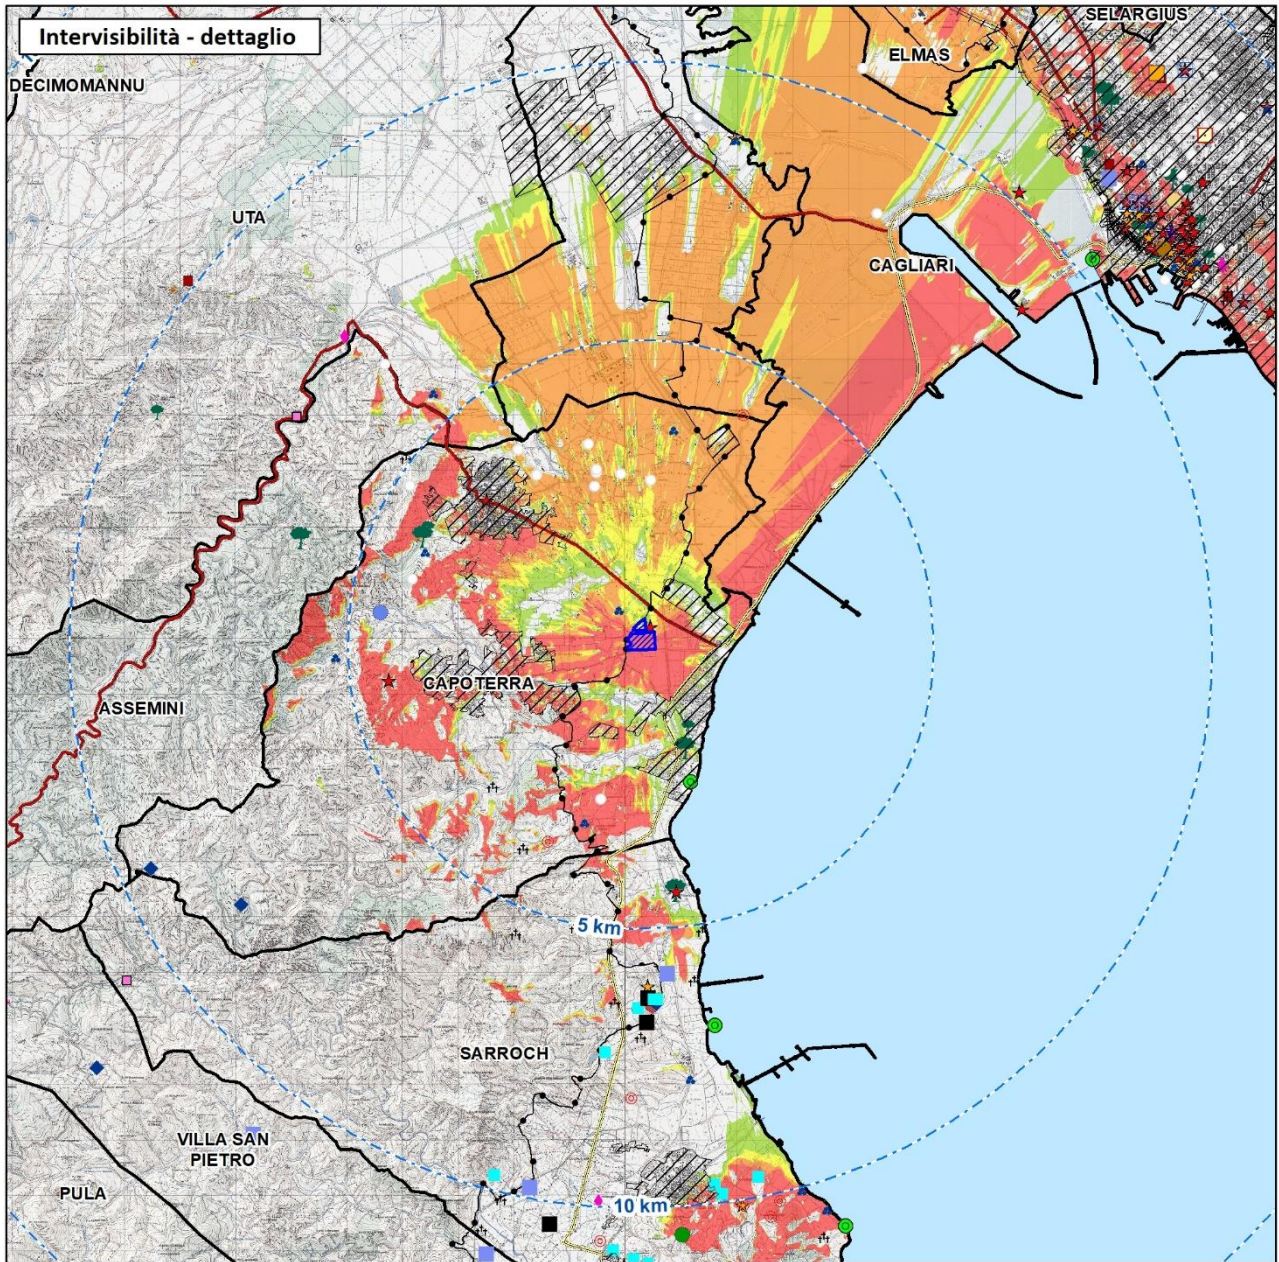 Intervisibilità - dettaglio
SELARGIUS
ELMAS
DECIMOMANNU
UTA
CAGLIARI
CAPOTERRA
ASSEMINI
5 km
SARROCH
VILLA SAN
PIETRO
PULA
10 km